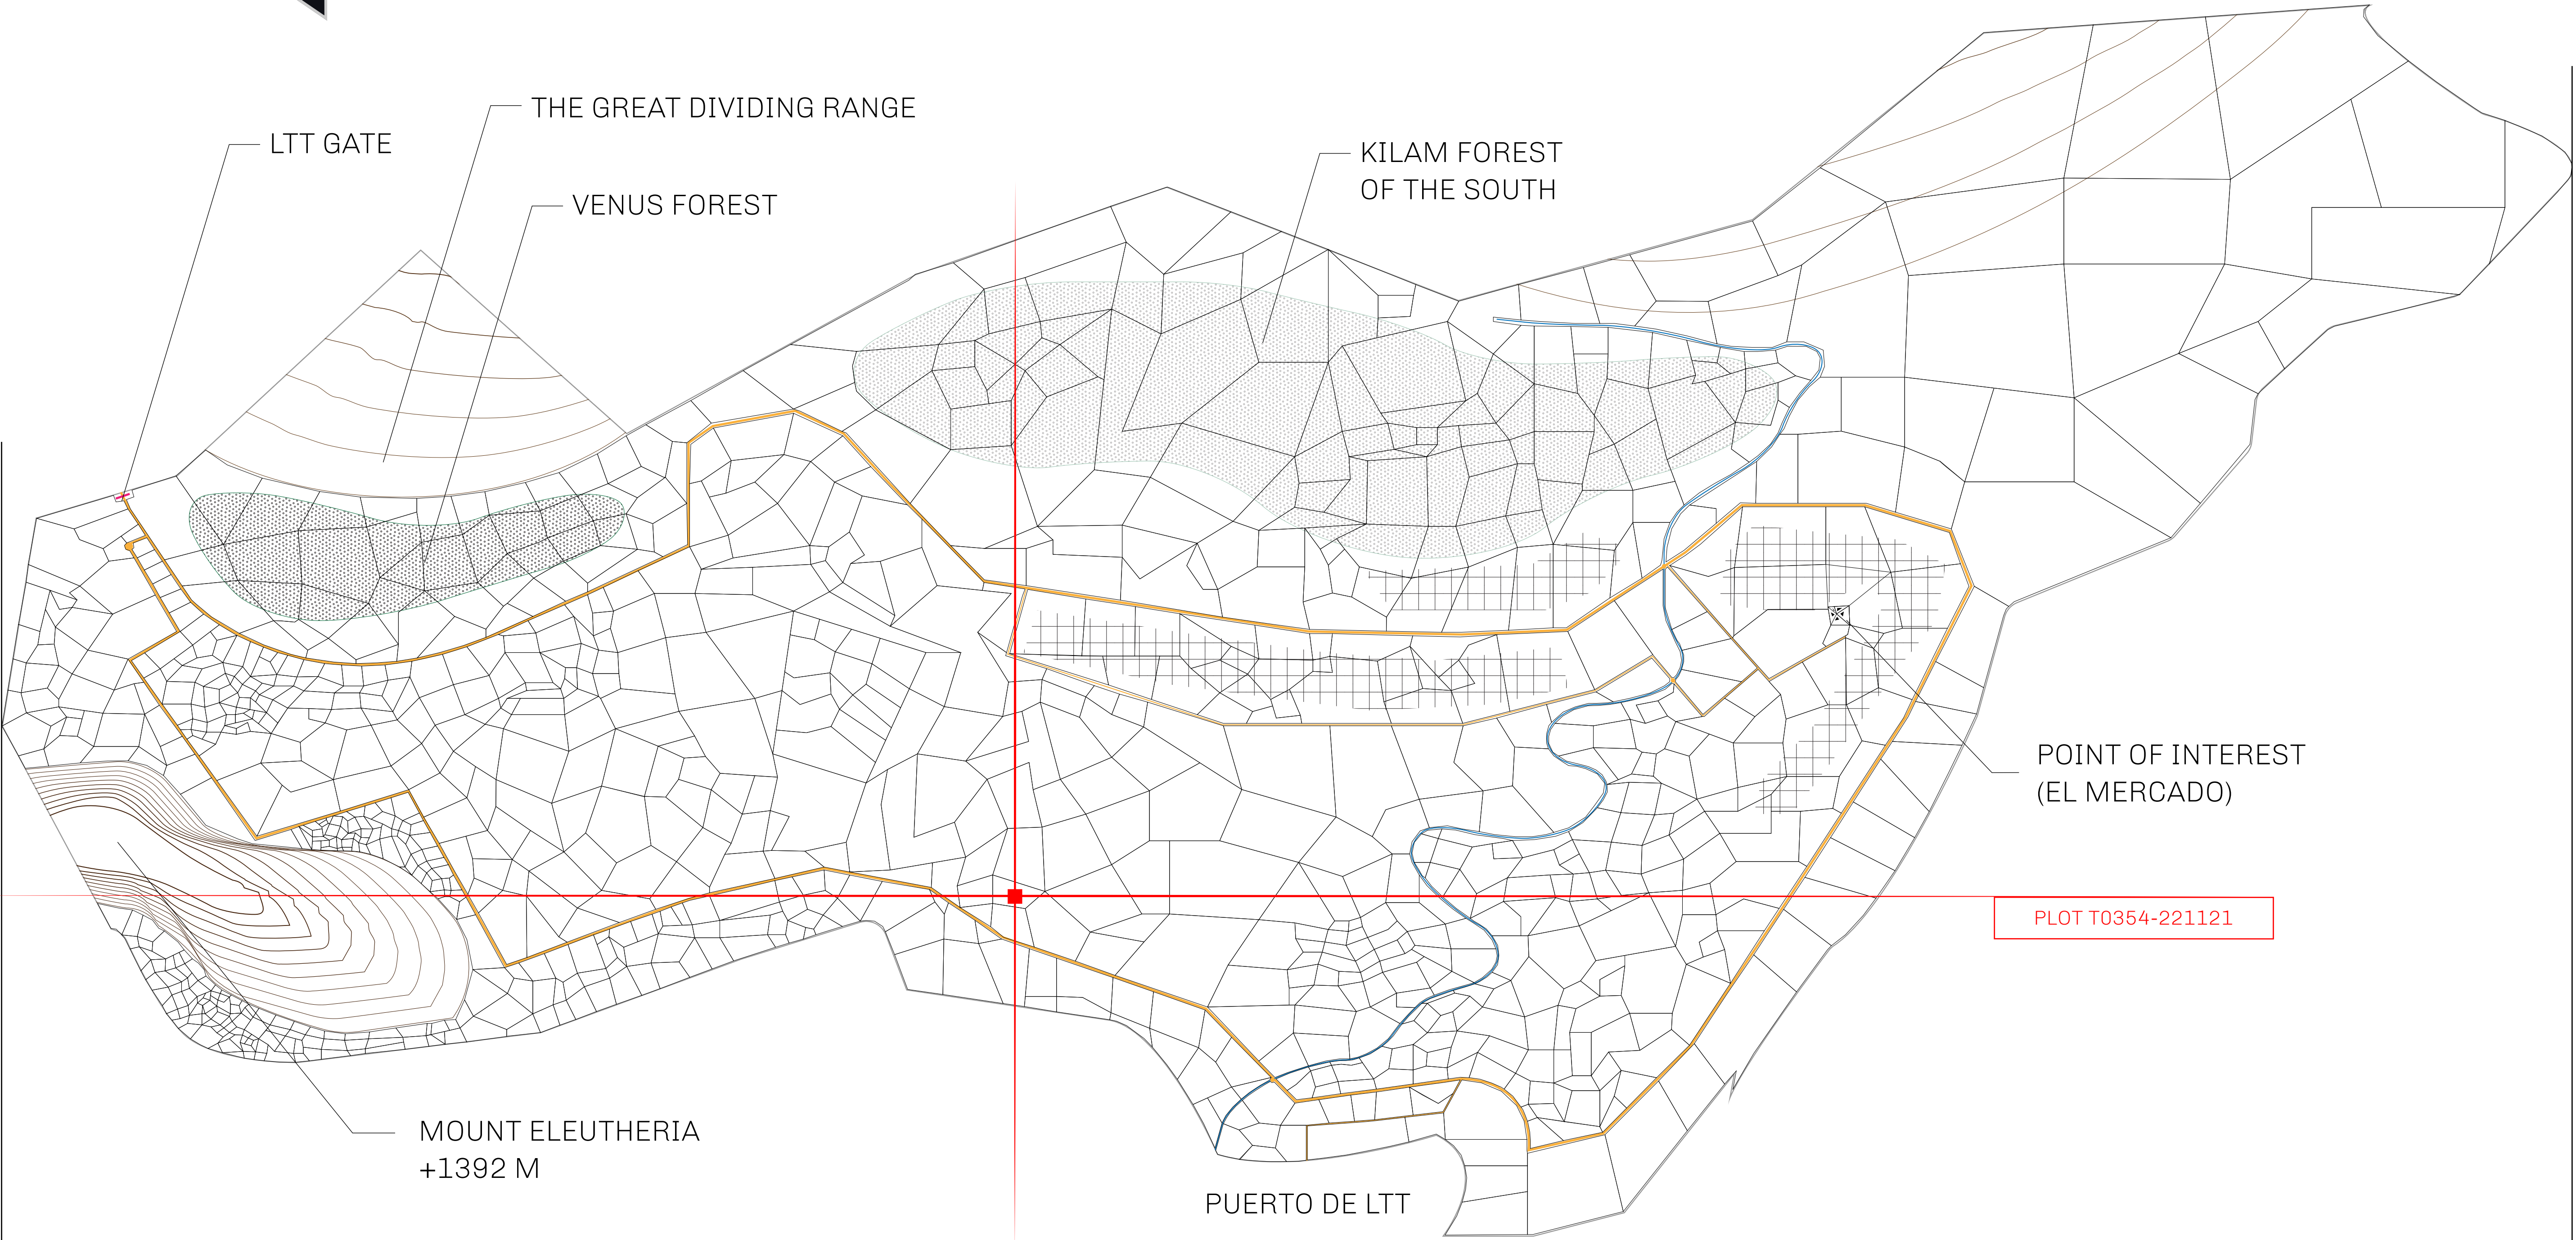 THE GREAT DIVIDING RANGE
LTT GATE
KILAM FOREST
OF THE SOUTH
VENUS FOREST
POINT OF INTEREST
(EL MERCADO)
PLOT T0354-221121
MOUNT ELEUTHERIA
+1392 M
PUERTO DE LTT